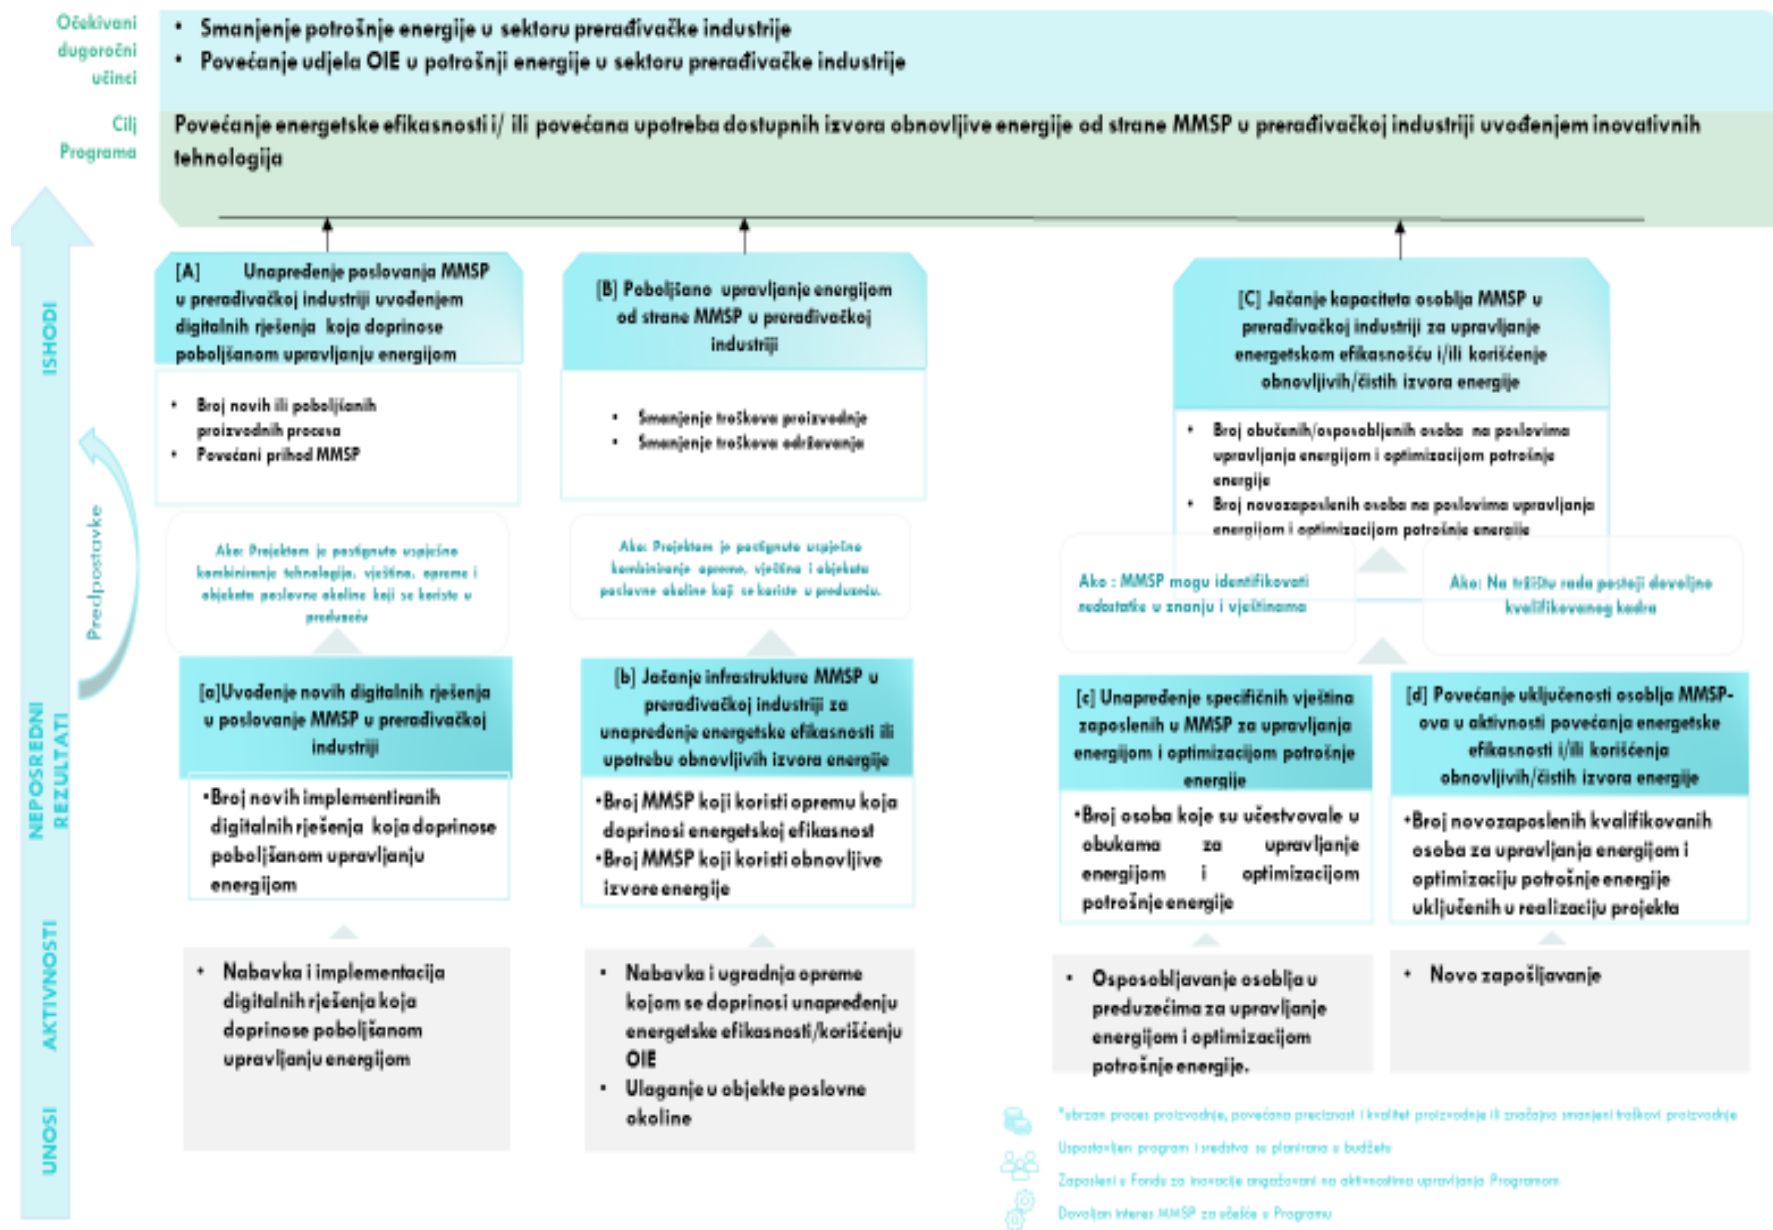 Očekivani
dugoročni
učinci
• Smanjenje potrošnje energije u sektoru prerađivačke industrije
• Povećanje udjela OIE u potrošnji energije u sektoru prerađivačke industrije
Cilj
Programa
Povećanje energetske efikasnosti i/ ili povećana upotreba dostupnih izvora obnovljive energije od strane MMSP u prerađivačkoj industriji uvođenjem inovativnih
tehnologija
ISHODI
[A] Unapređenje poslovanja MMSP
u prerađivačkoj industriji uvođenjem
digitalnih rješenja koja doprinose
poboljšanom upravljanju energijom
• Broj novih ili poboljšanih
proizvodnih procesa
• Povećani prihod MMSP
[B] Poboljšano upravljanje energijom
od strane MMSP u prerađivačkoj
industriji
• Smanjenje troškova proizvodnje
• Smanjenje troškova održavanja
[C] Jačanje kapaciteta osoblja MMSP u
prerađivačkoj industriji za upravljanje
energetskom efikasnošću i/ili korišćenje
obnovljivih/čistih izvora energije
• Broj obučenih/osposobljenih osoba na poslovima
upravljanja energijom i optimizacijom potrošnje
energije
• Broj novozaposlenih osoba na poslovima upravljanja
energijom i optimizacijom potrošnje energije
Predpostavke
Ako: Projektom je postignuto uspješno
kombiniranje tehnologija, vještina, opreme i
objekata poslovne okoline koji se koriste u
preduzeću
Ako: Projektom je postignuto uspješno
kombiniranje opreme, vještina i objekata
poslovne okoline koji se koriste u preduzeću.
Ako : MMSP mogu identifikovati
nedostatke u znanju i vještinama
Ako: Na tržištu rada postoji dovoljno
kvalifikovanog kadra
NEPOSREDNI
REZULTATI
[a]Uvođenje novih digitalnih rješenja
u poslovanje MMSP u prerađivačkoj
industriji
•Broj novih implementiranih
digitalnih rješenja koja doprinose
poboljšanom upravljanju
energijom
[b] Jačanje infrastrukture MMSP u
prerađivačkoj industriji za
unapređenje energetske efikasnosti ili
upotrebu obnovljivih izvora energije
•Broj MMSP koji koristi opremu koja
doprinosi energetskoj efikasnost
•Broj MMSP koji koristi obnovljive
izvore energije
[c] Unapređenje specifičnih vještina
zaposlenih u MMSP za upravljanja
energijom i optimizacijom potrošnje
energije
•Broj osoba koje su učestvovale u
obukama za upravljanje
energijom i optimizacijom
potrošnje energije
[d] Povećanje uključenosti osoblja MMSP-
ova u aktivnosti povećanja energetske
efikasnosti i/ili korišćenja
obnovljivih/čistih izvora energije
•Broj novozaposlenih kvalifikovanih
osoba za upravljanja energijom i
optimizaciju potrošnje energije
uključenih u realizaciju projekta
AKTIVNOSTI
• Nabavka i implementacija
digitalnih rješenja koja
doprinose poboljšanom
upravljanju energijom
• Nabavka i ugradnja opreme
kojom se doprinosi unapređenju
energetske efikasnosti/korišćenju
OIE
• Ulaganje u objekte poslovne
okoline
• Osposobljavanje osoblja u
preduzećima za upravljanje
energijom i optimizacijom
potrošnje energije.
• Novo zapošljavanje
UNOSI
*ubrzan proces proizvodnje, povećana preciznost i kvalitet proizvodnje ili značajno smanjeni troškovi proizvodnje
Uspostavljen program i sredstva su planirana u budžetu
Zaposleni u Fondu za inovacije angažovani na aktivnostima upravljanja Programom
Dovoljan interes MMSP za učešće u Programu